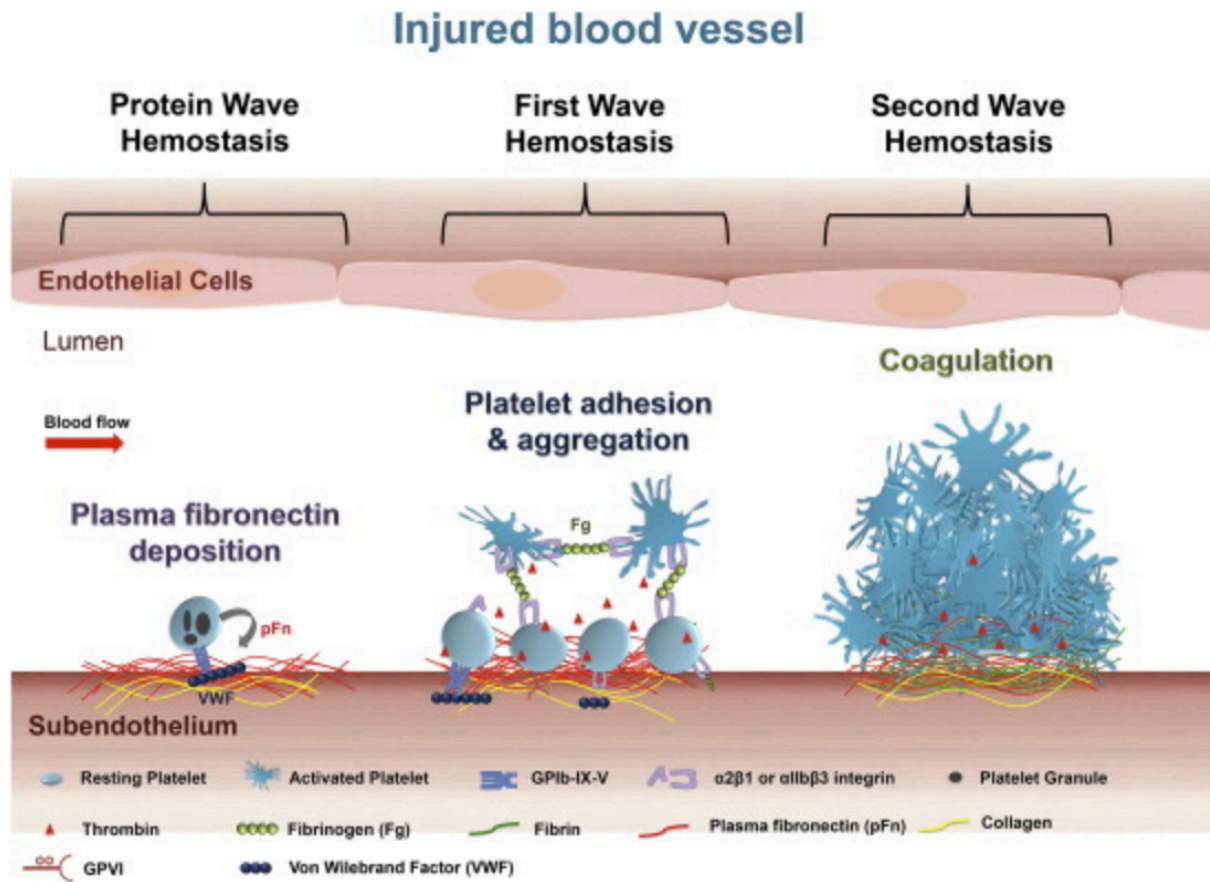 Injured blood vessel
Protein Wave
Hemostasis
First Wave
Hemostasis
Second Wave
Hemostasis
Endothelial Cells
Lumen
Coagulation
Blood flow
Platelet adhesion
& aggregation
Plasma fibronectin
deposition
Fg
pFn
VWF
Subendothelium
Resting Platelet
Activated Platelet
GPIb-IX-V
α2β1 or αIIbβ3 integrin
Platelet Granule
Thrombin
Fibrinogen (Fg)
Fibrin
Plasma fibronectin (pFn)
Collagen
GPVI
Von Wilebrand Factor (VWF)